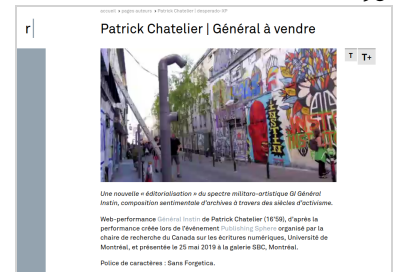 accueil › pages auteurs › Patrick Chatelier | desperado-XP
r|
Patrick Chatelier | Général à vendre
T T+
INSTIN
Une nouvelle « éditorialisation » du spectre militaro-artistique GI Général
Instin, composition sentimentale d'archives à travers des siècles d'activisme.
Web-performance Général Instin de Patrick Chatelier (16'59), d'après la
performance créée lors de l'événement Publishing Sphere organisé par la
chaire de recherche du Canada sur les écritures numériques, Université de
Montréal, et présentée le 25 mai 2019 à la galerie SBC, Montréal.
Police de caractères : Sans Forgetica.